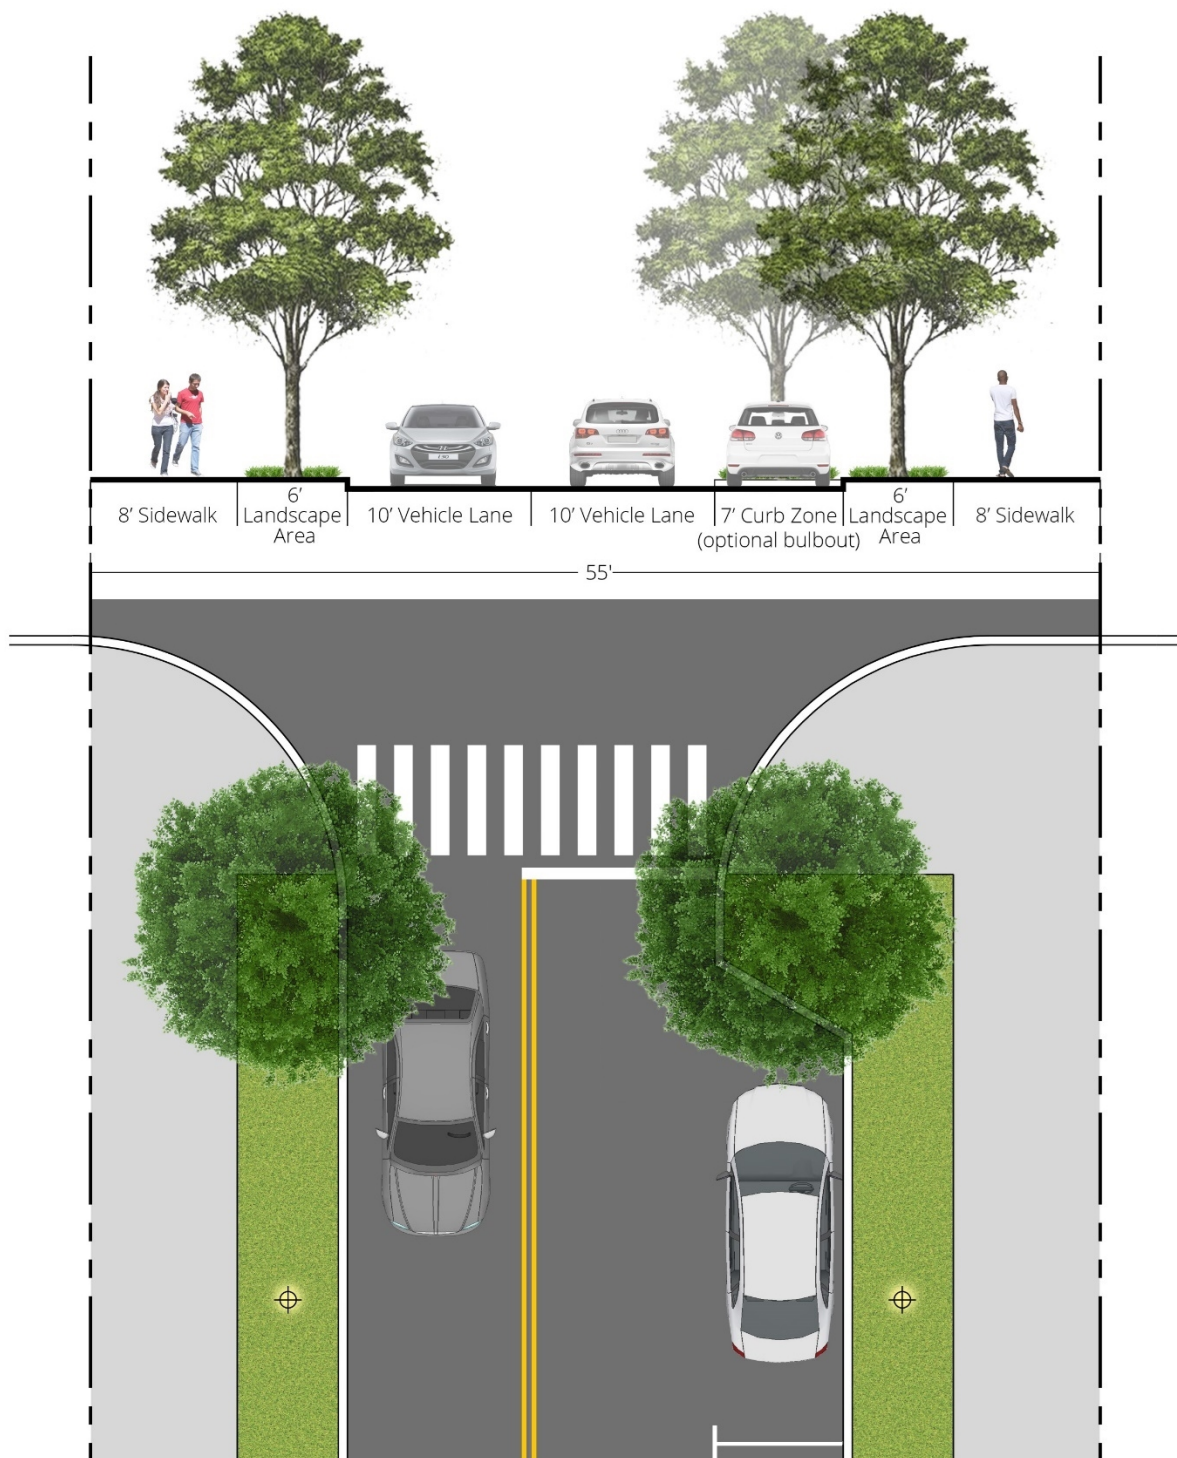 8’ Sidewalk
6’
Landscape
Area
10’ Vehicle Lane
10’ Vehicle Lane
7’ Curb Zone
(optional bulbout)
6’
Landscape
Area
8’ Sidewalk
55'